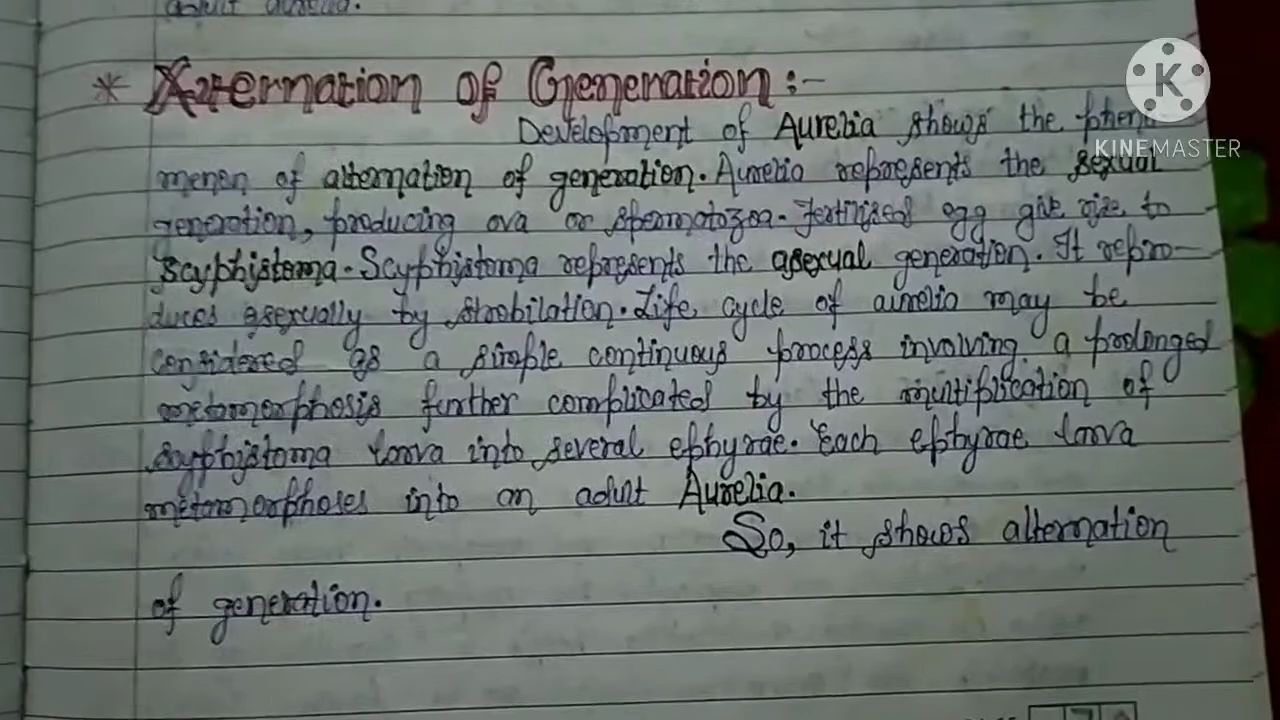 adult aurelia.
* Alternation of Generation :-
Development of Aurelia shows the pheno
menen of alternation of generation. Aurelia represents the sexual
generation, producing ova or spermatozoa. Fertilized egg give rise to
scyphistoma. Scyphistoma represents the asexual generation. It repro-
duces asexually by strobilation. Life cycle of aurelia may be
considered as a simple continuous process involving a prolonged
metamorphosis further complicated by the multiplication of
scyphistoma larva into several ephyrae. Each ephyrae larva
metamorphoses into an adult Aurelia.
So, it shows alternation
of generation.
K
KINEMASTER